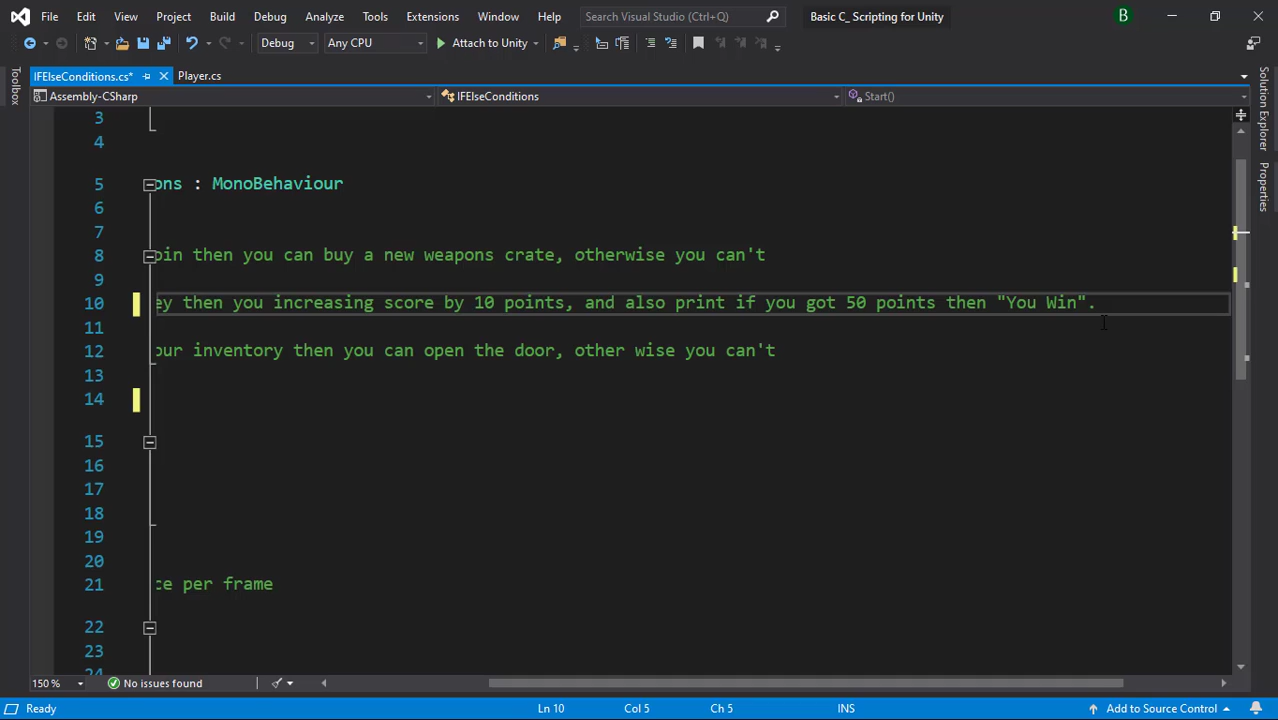 File Edit View Project Build Debug Analyze Tools Extensions Window Help Search Visual Studio (Ctrl+Q) Basic C_ Scripting for Unity B
Debug Any CPU Attach to Unity
IFElseConditions.cs* Player.cs
Assembly-CSharp IFElseConditions Start()
Toolbox
Solution Explorer
Properties
3
4
5 ons : MonoBehaviour
6
7
8 oin then you can buy a new weapons crate, otherwise you can't
9
10 ey then you increasing score by 10 points, and also print if you got 50 points then "You Win".
11
12 our inventory then you can open the door, other wise you can't
13
14
15
16
17
18
19
20
21 ce per frame
22
23
24
150 % No issues found
Ready Ln 10 Col 5 Ch 5 INS Add to Source Control